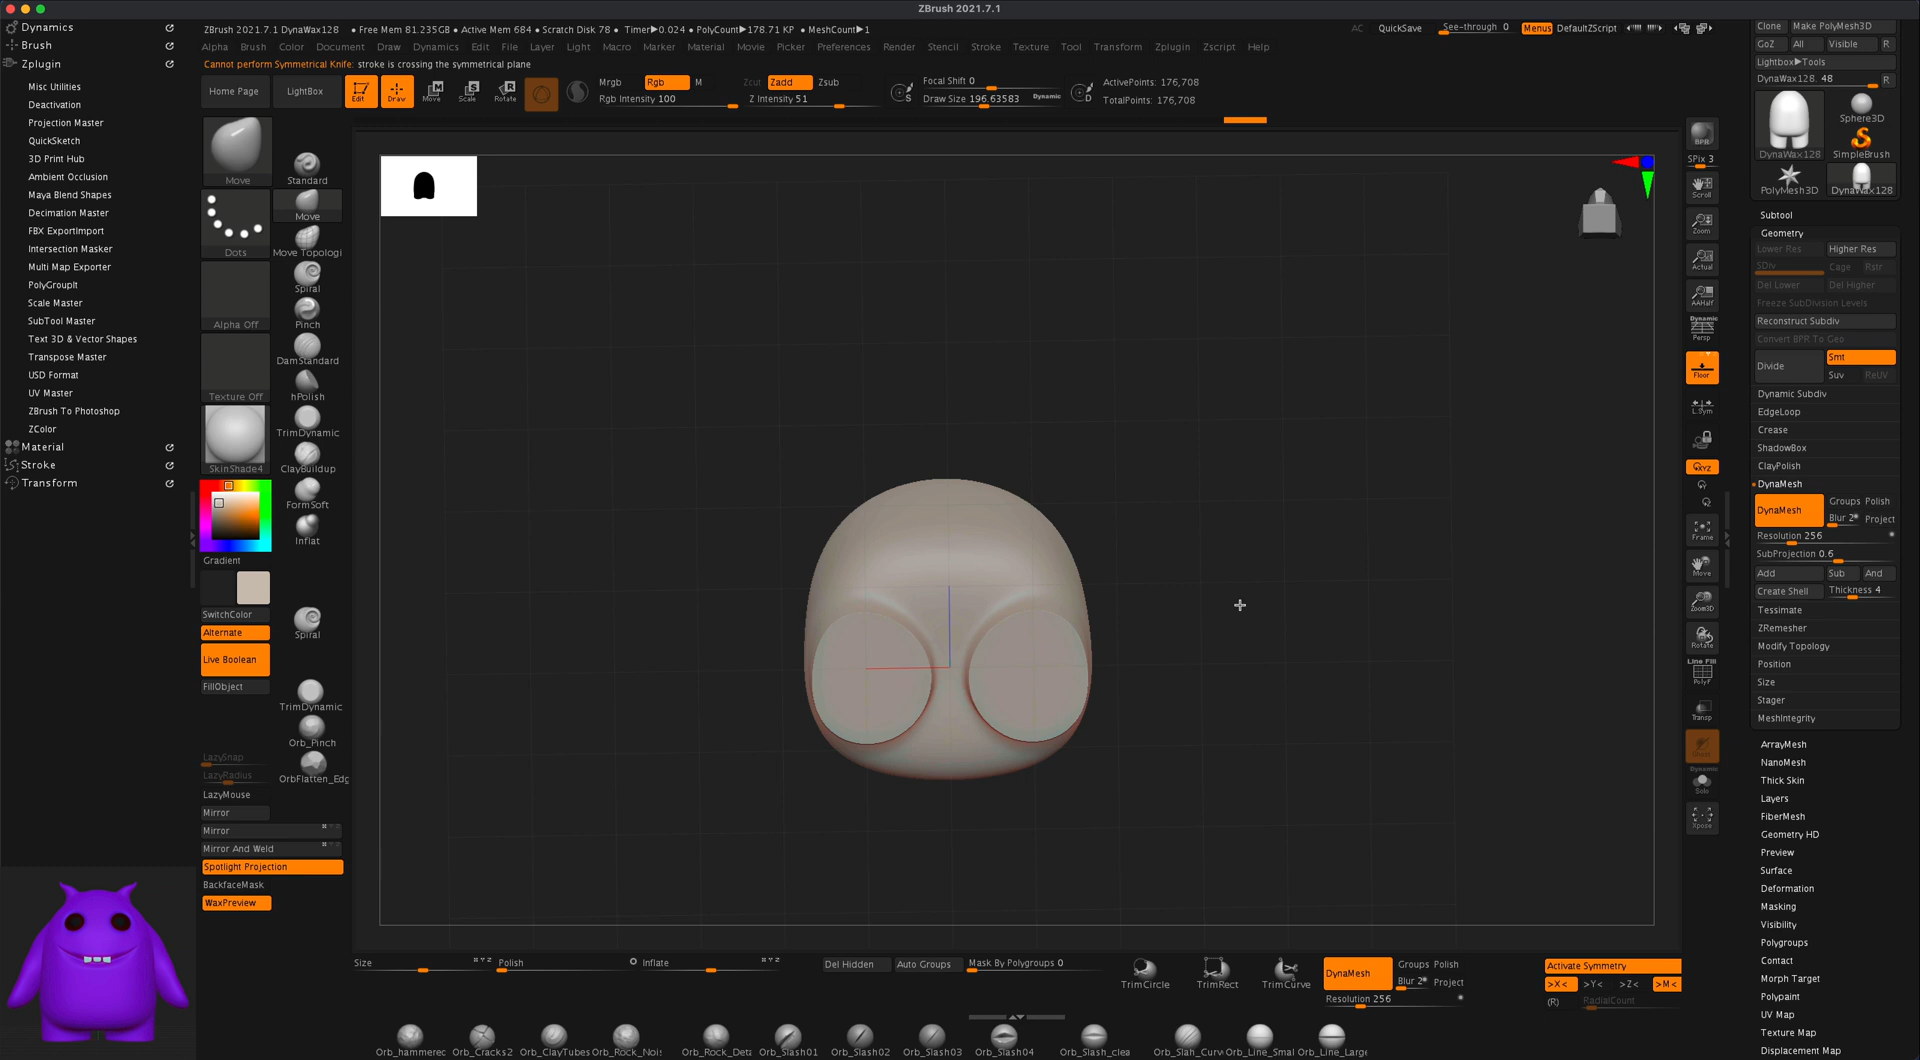 ZBrush 2021.7.1
Dynamics
Brush
Zplugin
Misc Utilities
Deactivation
Projection Master
QuickSketch
3D Print Hub
Ambient Occlusion
Maya Blend Shapes
Decimation Master
FBX ExportImport
Intersection Masker
Multi Map Exporter
PolyGroupIt
Scale Master
SubTool Master
Text 3D & Vector Shapes
Transpose Master
USD Format
UV Master
ZBrush To Photoshop
ZColor
Material
Stroke
Transform
ZBrush 2021.7.1 DynaWax128 • Free Mem 81.235GB • Active Mem 684 • Scratch Disk 78 • Timer▶0.024 • PolyCount▶178.71 KP • MeshCount▶1
AC QuickSave See-through 0 Menus DefaultZScript
Alpha Brush Color Document Draw Dynamics Edit File Layer Light Macro Marker Material Movie Picker Preferences Render Stencil Stroke Texture Tool Transform Zplugin Zscript Help
Cannot perform Symmetrical Knife: stroke is crossing the symmetrical plane
Home Page LightBox Edit Draw Move Scale Rotate
Mrgb Rgb M
Rgb Intensity 100
Zcut Zadd Zsub
Z Intensity 51
S
Focal Shift 0
Draw Size 196.63583 Dynamic
D
ActivePoints: 176,708
TotalPoints: 176,708
Move
Dots
Alpha Off
Texture Off
SkinShade4
Gradient
SwitchColor
Alternate
Live Boolean
FillObject
LazySnap
LazyRadius
LazyMouse
Mirror
Mirror
Mirror And Weld
Spotlight Projection
BackfaceMask
WaxPreview
Standard
Move
Move Topologi
Spiral
Pinch
DamStandard
hPolish
TrimDynamic
ClayBuildup
FormSoft
Inflat
Spiral
TrimDynamic
Orb_Pinch
OrbFlatten_Edg
BPR
SPix 3
Scroll
Zoom
Actual
AAHalf
Dynamic
Persp
Floor
L.Sym
XYZ
Frame
Move
Zoom3D
Rotate
Line Fill
PolyF
Transp
Ghost
Dynamic
Solo
Xpose
Clone Make PolyMesh3D
GoZ All Visible R
Lightbox▶Tools
DynaWax128. 48 R
DynaWax128
Sphere3D
SimpleBrush
PolyMesh3D
DynaWax128
Subtool
Geometry
Lower Res Higher Res
SDiv Cage Rstr
Del Lower Del Higher
Freeze SubDivision Levels
Reconstruct Subdiv
Convert BPR To Geo
Divide Smt
Suv ReUV
Dynamic Subdiv
EdgeLoop
Crease
ShadowBox
ClayPolish
DynaMesh
DynaMesh Groups Polish
Blur 2 Project
Resolution 256
SubProjection 0.6
Add Sub And
Create Shell Thickness 4
Tessimate
ZRemesher
Modify Topology
Position
Size
Stager
MeshIntegrity
ArrayMesh
NanoMesh
Thick Skin
Layers
FiberMesh
Geometry HD
Preview
Surface
Deformation
Masking
Visibility
Polygroups
Contact
Morph Target
Polypaint
UV Map
Texture Map
Displacement Map
Size Polish Inflate
Del Hidden Auto Groups Mask By Polygroups 0
TrimCircle TrimRect TrimCurve
DynaMesh Groups Polish
Blur 2 Project
Resolution 256
Activate Symmetry
>X< >Y< >Z< >M<
(R) RadialCount
Orb_hammerec Orb_Cracks2 Orb_ClayTubes Orb_Rock_Nois Orb_Rock_Deta Orb_Slash01 Orb_Slash02 Orb_Slash03 Orb_Slash04 Orb_Slash_clea Orb_Slah_Curv Orb_Line_Smal Orb_Line_Large